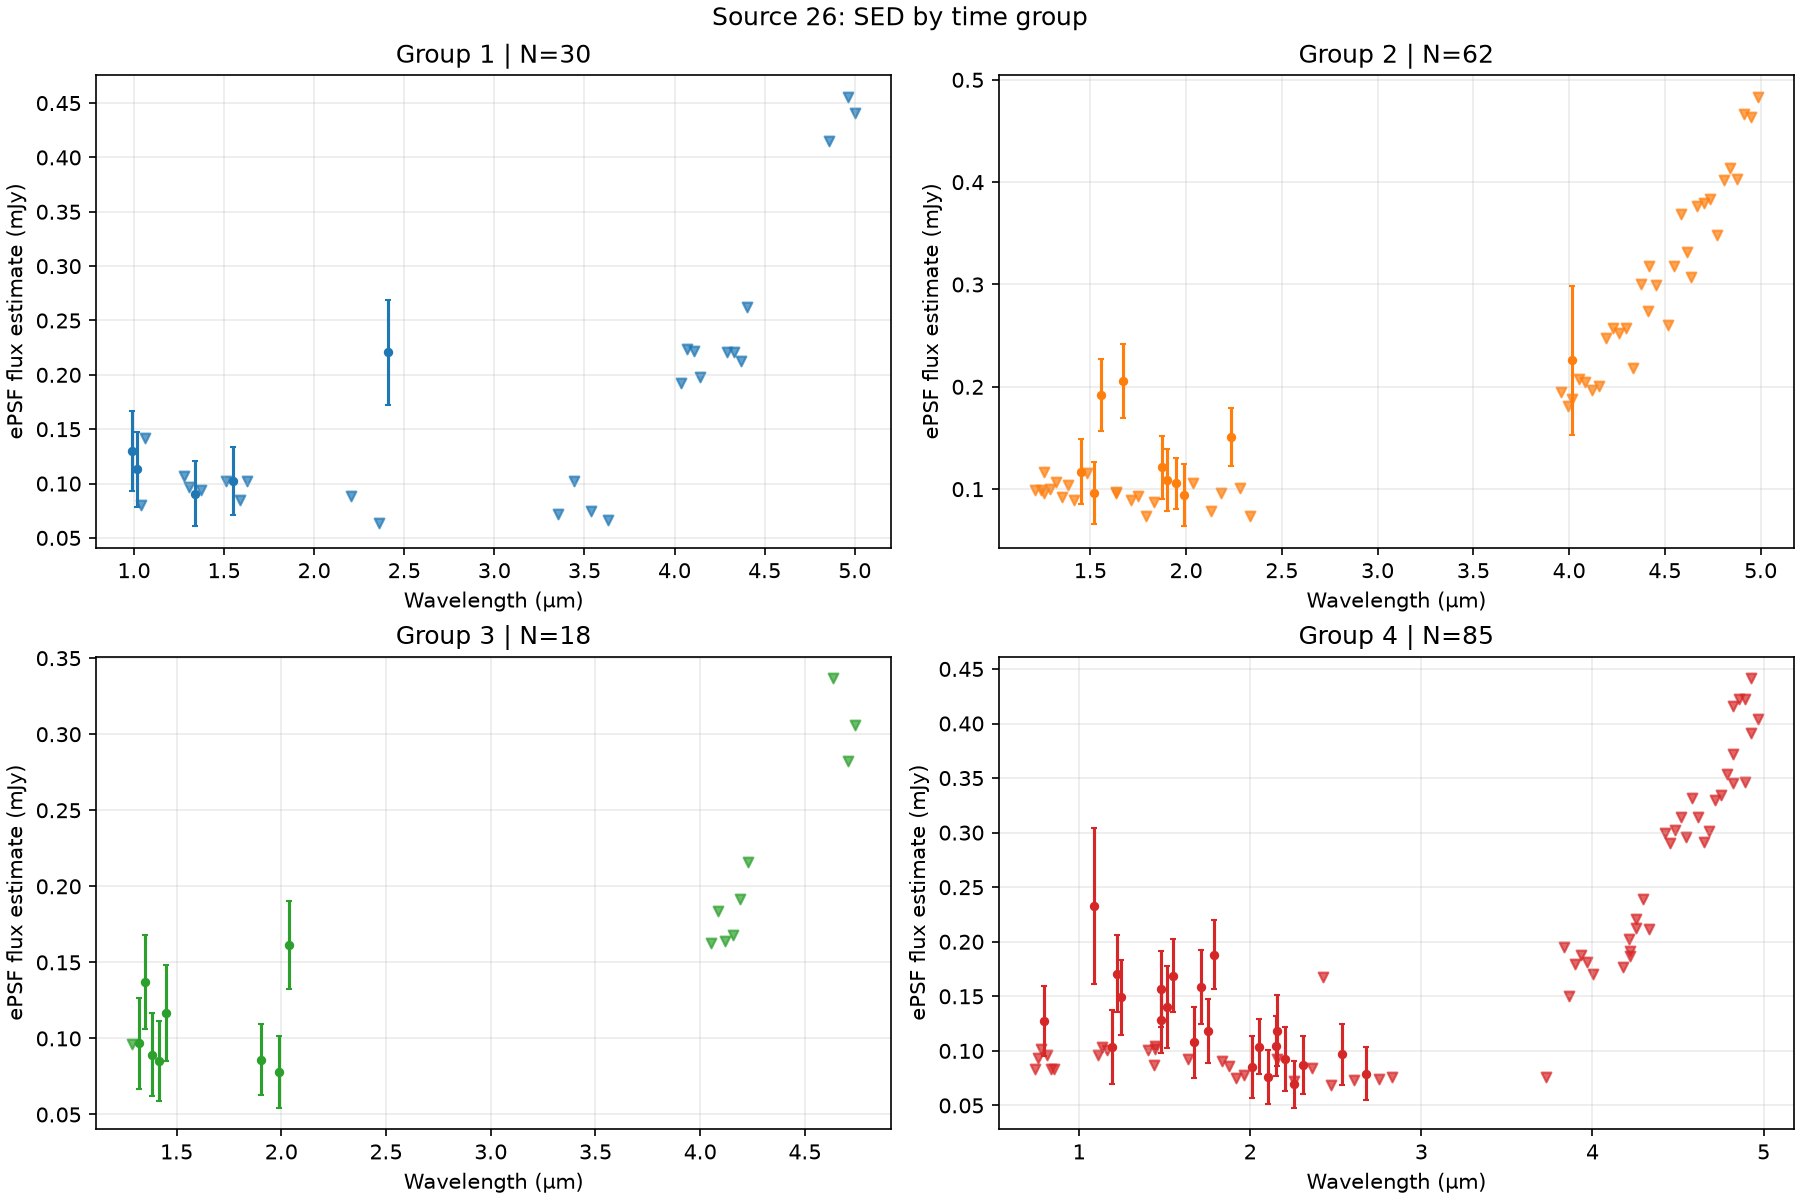 Source 26: SED by time group
Group 1 | N=30
0.45
0.40
0.35
0.30
0.25
0.20
0.15
0.10
0.05
ePSF flux estimate (mJy)
1.0 1.5 2.0 2.5 3.0 3.5 4.0 4.5 5.0
Wavelength (μm)
Group 2 | N=62
0.5
0.4
0.3
0.2
0.1
ePSF flux estimate (mJy)
1.5 2.0 2.5 3.0 3.5 4.0 4.5 5.0
Wavelength (μm)
Group 3 | N=18
0.35
0.30
0.25
0.20
0.15
0.10
0.05
ePSF flux estimate (mJy)
1.5 2.0 2.5 3.0 3.5 4.0 4.5
Wavelength (μm)
Group 4 | N=85
0.45
0.40
0.35
0.30
0.25
0.20
0.15
0.10
0.05
ePSF flux estimate (mJy)
1 2 3 4 5
Wavelength (μm)